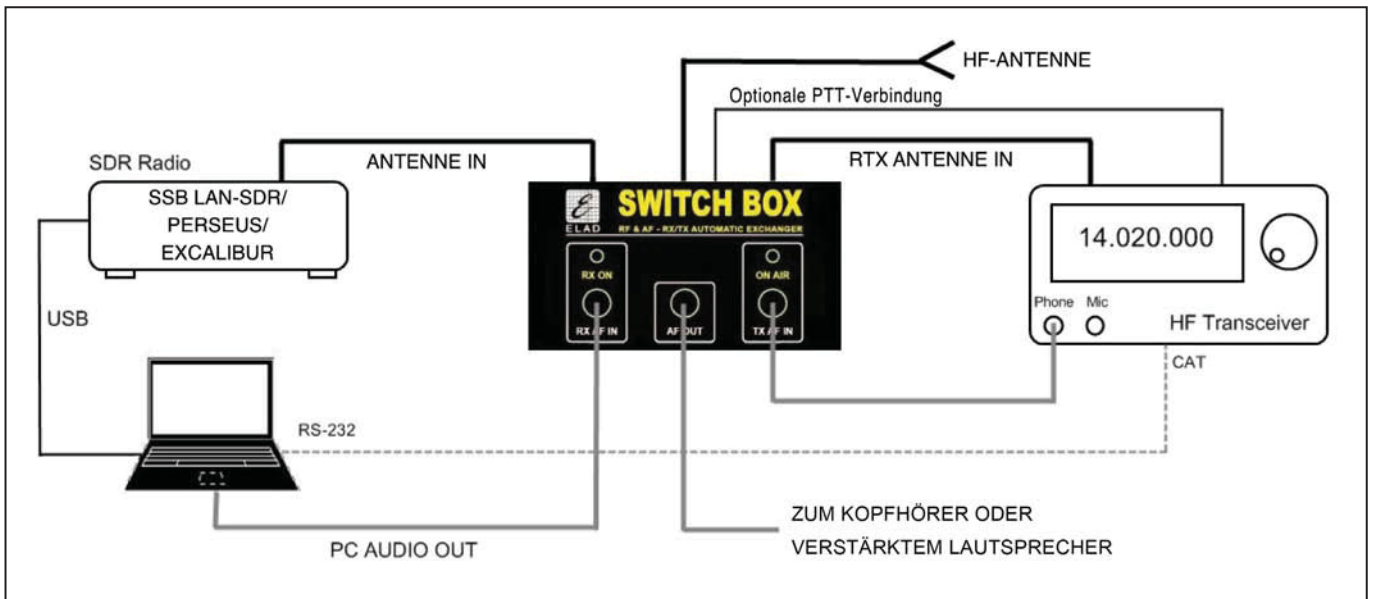 HF-ANTENNE
Optionale PTT-Verbindung
SDR Radio
ANTENNE IN
RTX ANTENNE IN
SSB LAN-SDR/
PERSEUS/
EXCALIBUR
E
ELAD
SWITCH BOX
RF & AF - RX/TX AUTOMATIC EXCHANGER
RX ON
ON AIR
RX AF IN
AF OUT
TX AF IN
14.020.000
Phone Mic
HF Transceiver
USB
CAT
RS-232
PC AUDIO OUT
ZUM KOPFHÖRER ODER
VERSTÄRKTEM LAUTSPRECHER